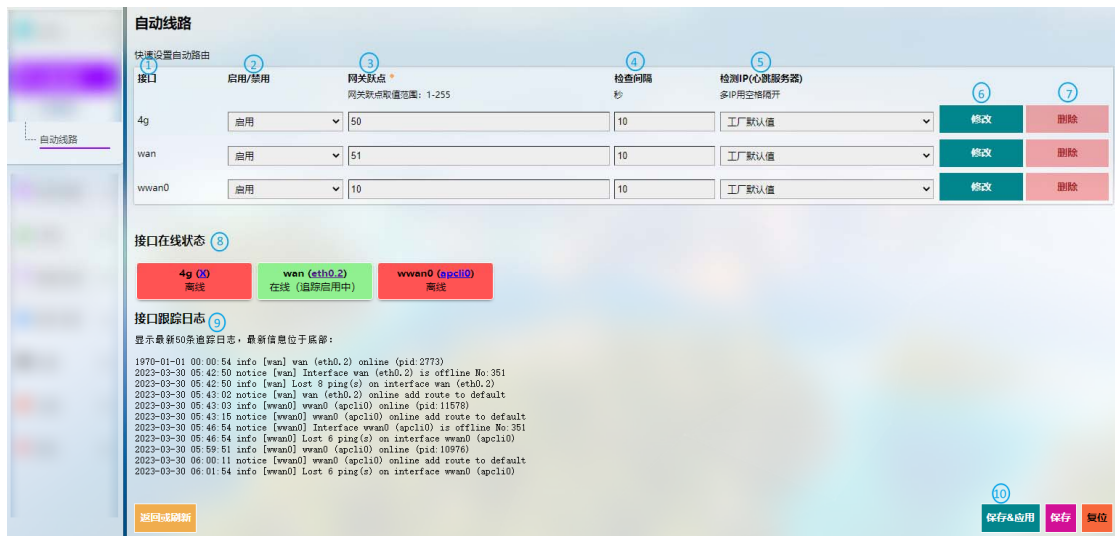 自动线路
快速设置自动路由
1 2 3 4 5 6 7
接口 启用/禁用 网关跃点 * 检查间隔 检测IP(心跳服务器)
网关跃点取值范围：1-255 秒 多IP用空格隔开
4g 启用 50 10 工厂默认值 修改 删除
自动线路
wan 启用 51 10 工厂默认值 修改 删除
wwan0 启用 10 10 工厂默认值 修改 删除
接口在线状态 8
4g (X) wan (eth0.2) wwan0 (apcli0)
离线 在线（追踪启用中） 离线
接口跟踪日志 9
显示最新50条追踪日志，最新信息位于底部：
1970-01-01 00:00:54 info [wan] wan (eth0.2) online (pid:2773)
2023-03-30 05:42:50 notice [wan] Interface wan (eth0.2) is offline No:351
2023-03-30 05:42:50 info [wan] Lost 8 ping(s) on interface wan (eth0.2)
2023-03-30 05:43:02 notice [wan] wan (eth0.2) online add route to default
2023-03-30 05:43:03 info [wwan0] wwan0 (apcli0) online (pid:11578)
2023-03-30 05:43:15 notice [wwan0] wwan0 (apcli0) online add route to default
2023-03-30 05:46:54 notice [wwan0] Interface wwan0 (apcli0) is offline No:351
2023-03-30 05:46:54 info [wwan0] Lost 6 ping(s) on interface wwan0 (apcli0)
2023-03-30 05:59:51 info [wwan0] wwan0 (apcli0) online (pid:10976)
2023-03-30 06:00:11 notice [wwan0] wwan0 (apcli0) online add route to default
2023-03-30 06:01:54 info [wwan0] Lost 6 ping(s) on interface wwan0 (apcli0)
10
返回或刷新 保存&应用 保存 复位